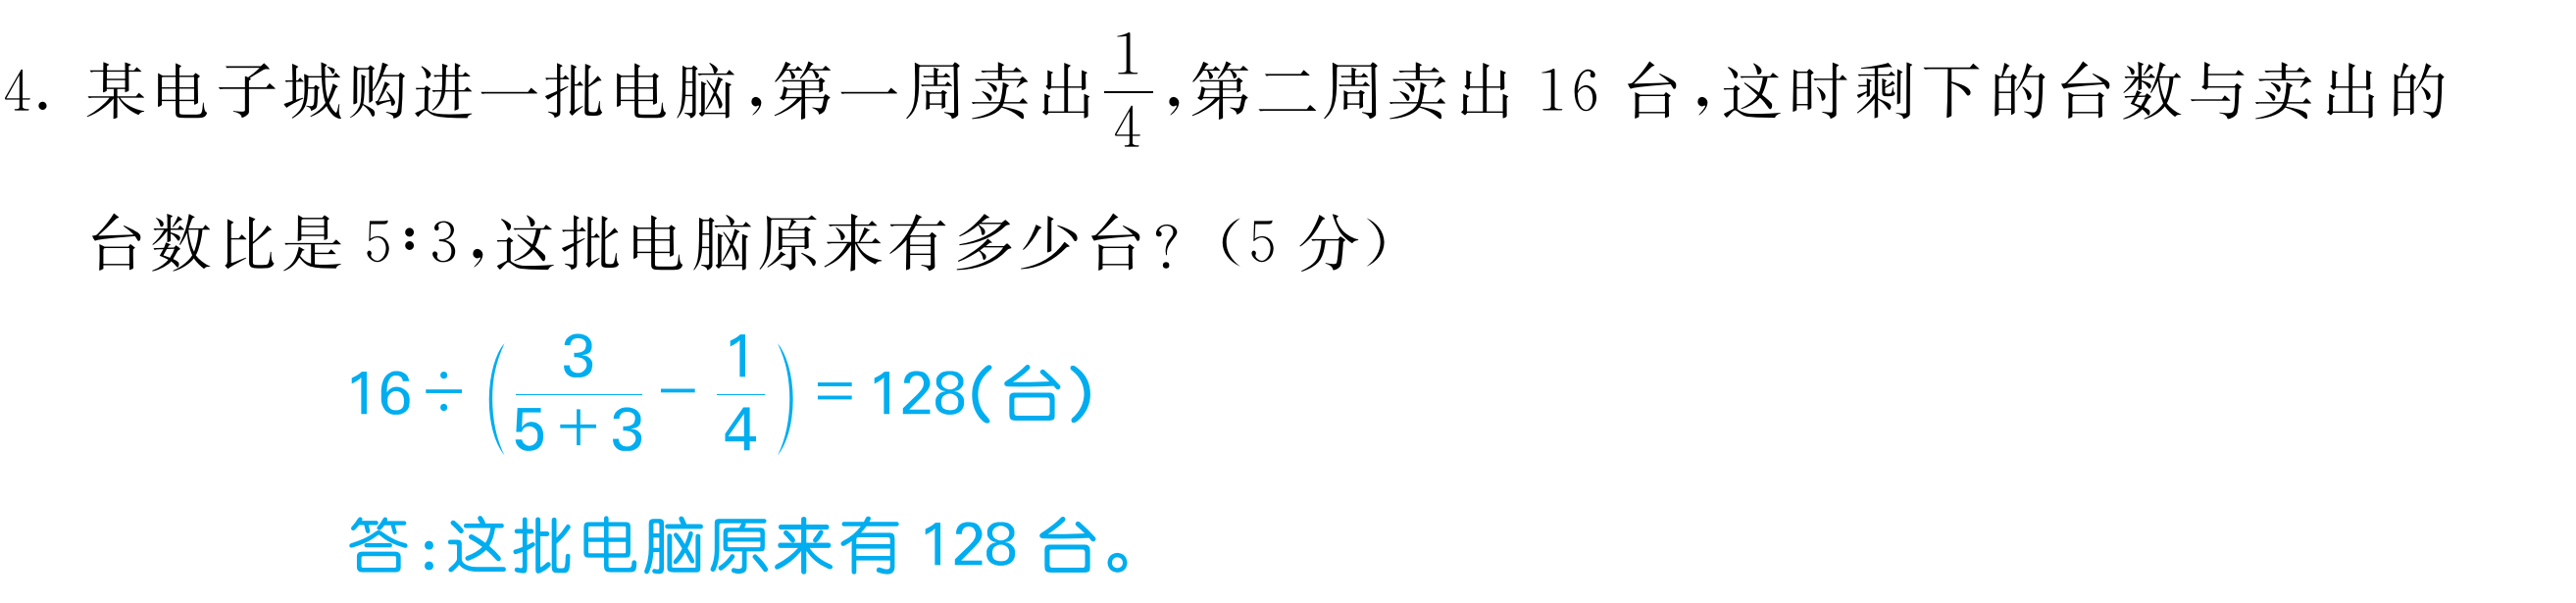 4. 某电子城购进一批电脑,第一周卖出1/4,第二周卖出 16 台,这时剩下的台数与卖出的
台数比是 5∶3,这批电脑原来有多少台?（5 分）
16÷(3/(5+3)－1/4)＝128(台)
答:这批电脑原来有 128 台。